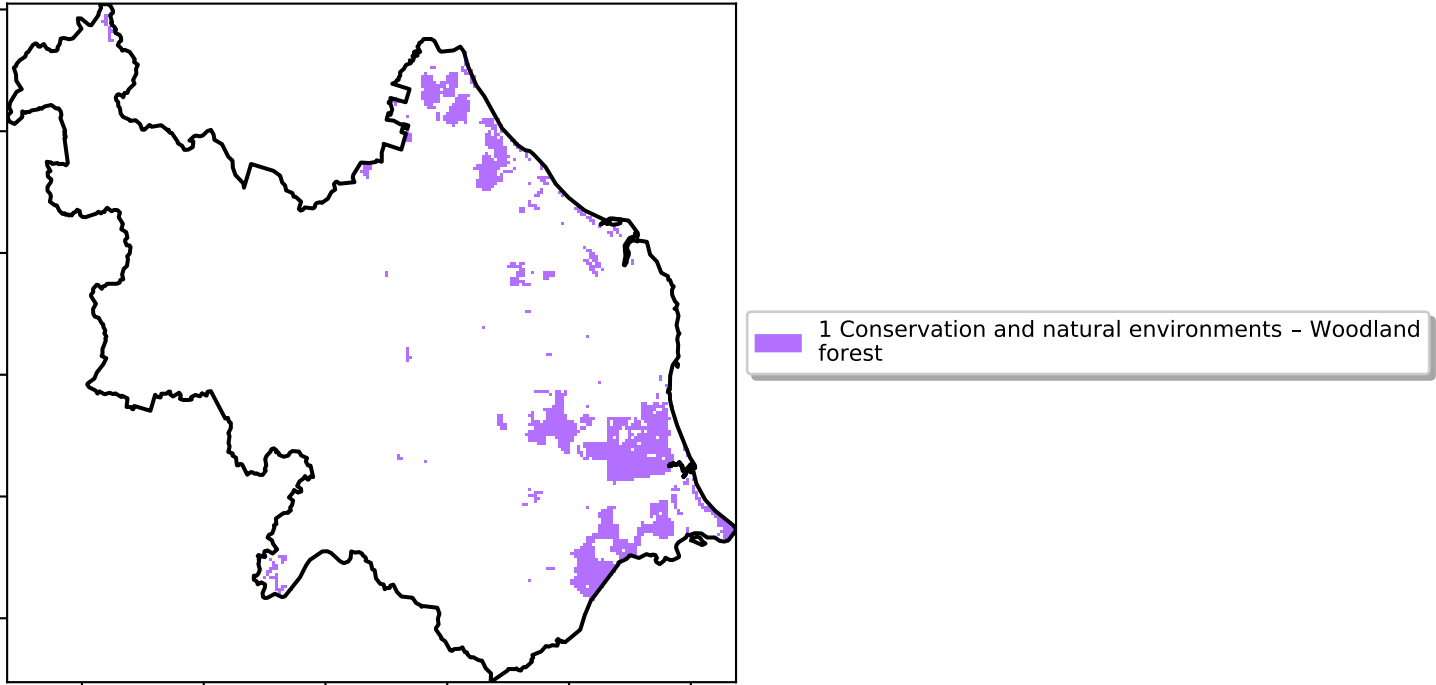 1 Conservation and natural environments – Woodland
forest